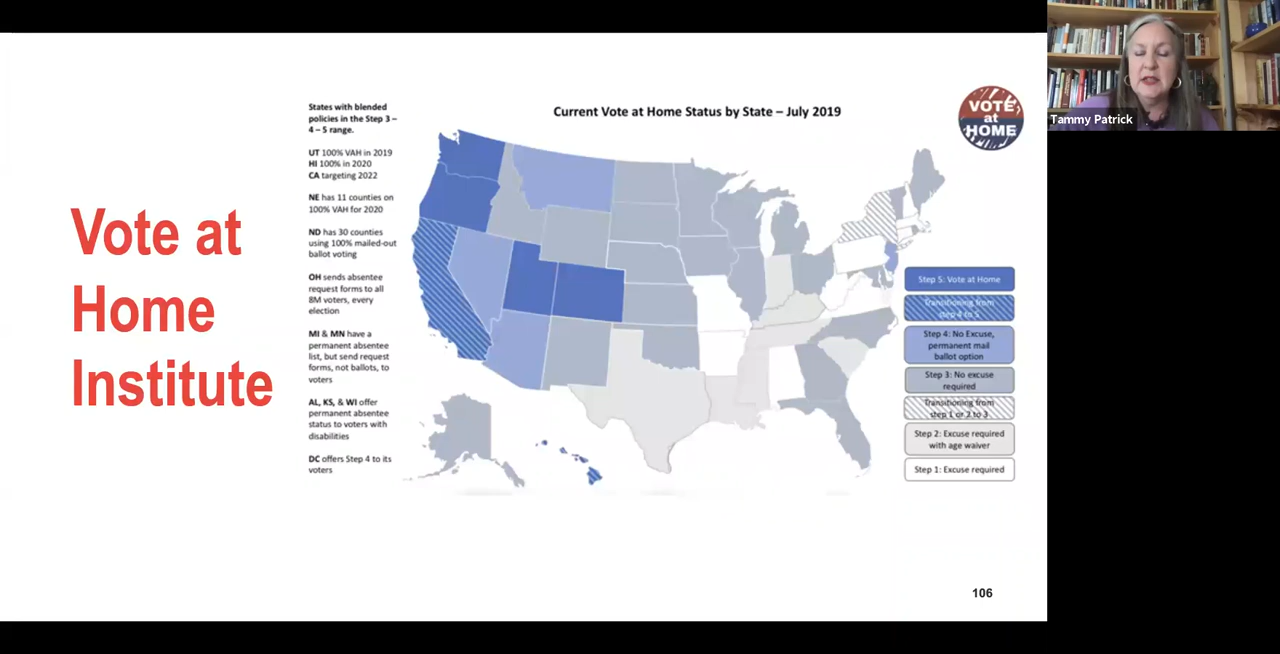 Vote at
Home
Institute
States with blended
policies in the Step 3 –
4 – 5 range.
UT 100% VAH in 2019
HI 100% in 2020
CA targeting 2022
NE has 11 counties on
100% VAH for 2020
ND has 30 counties
using 100% mailed-out
ballot voting
OH sends absentee
request forms to all
8M voters, every
election
MI & MN have a
permanent absentee
list, but send request
forms, not ballots, to
voters
AL, KS, & WI offer
permanent absentee
status to voters with
disabilities
DC offers Step 4 to its
voters
Current Vote at Home Status by State – July 2019
VOTE
at
HOME
Step 5: Vote at Home
Transitioning from
step 4 to 5
Step 4: No Excuse,
permanent mail
ballot option
Step 3: No excuse
required
Transitioning from
step 1 or 2 to 3
Step 2: Excuse required
with age waiver
Step 1: Excuse required
106
Tammy Patrick